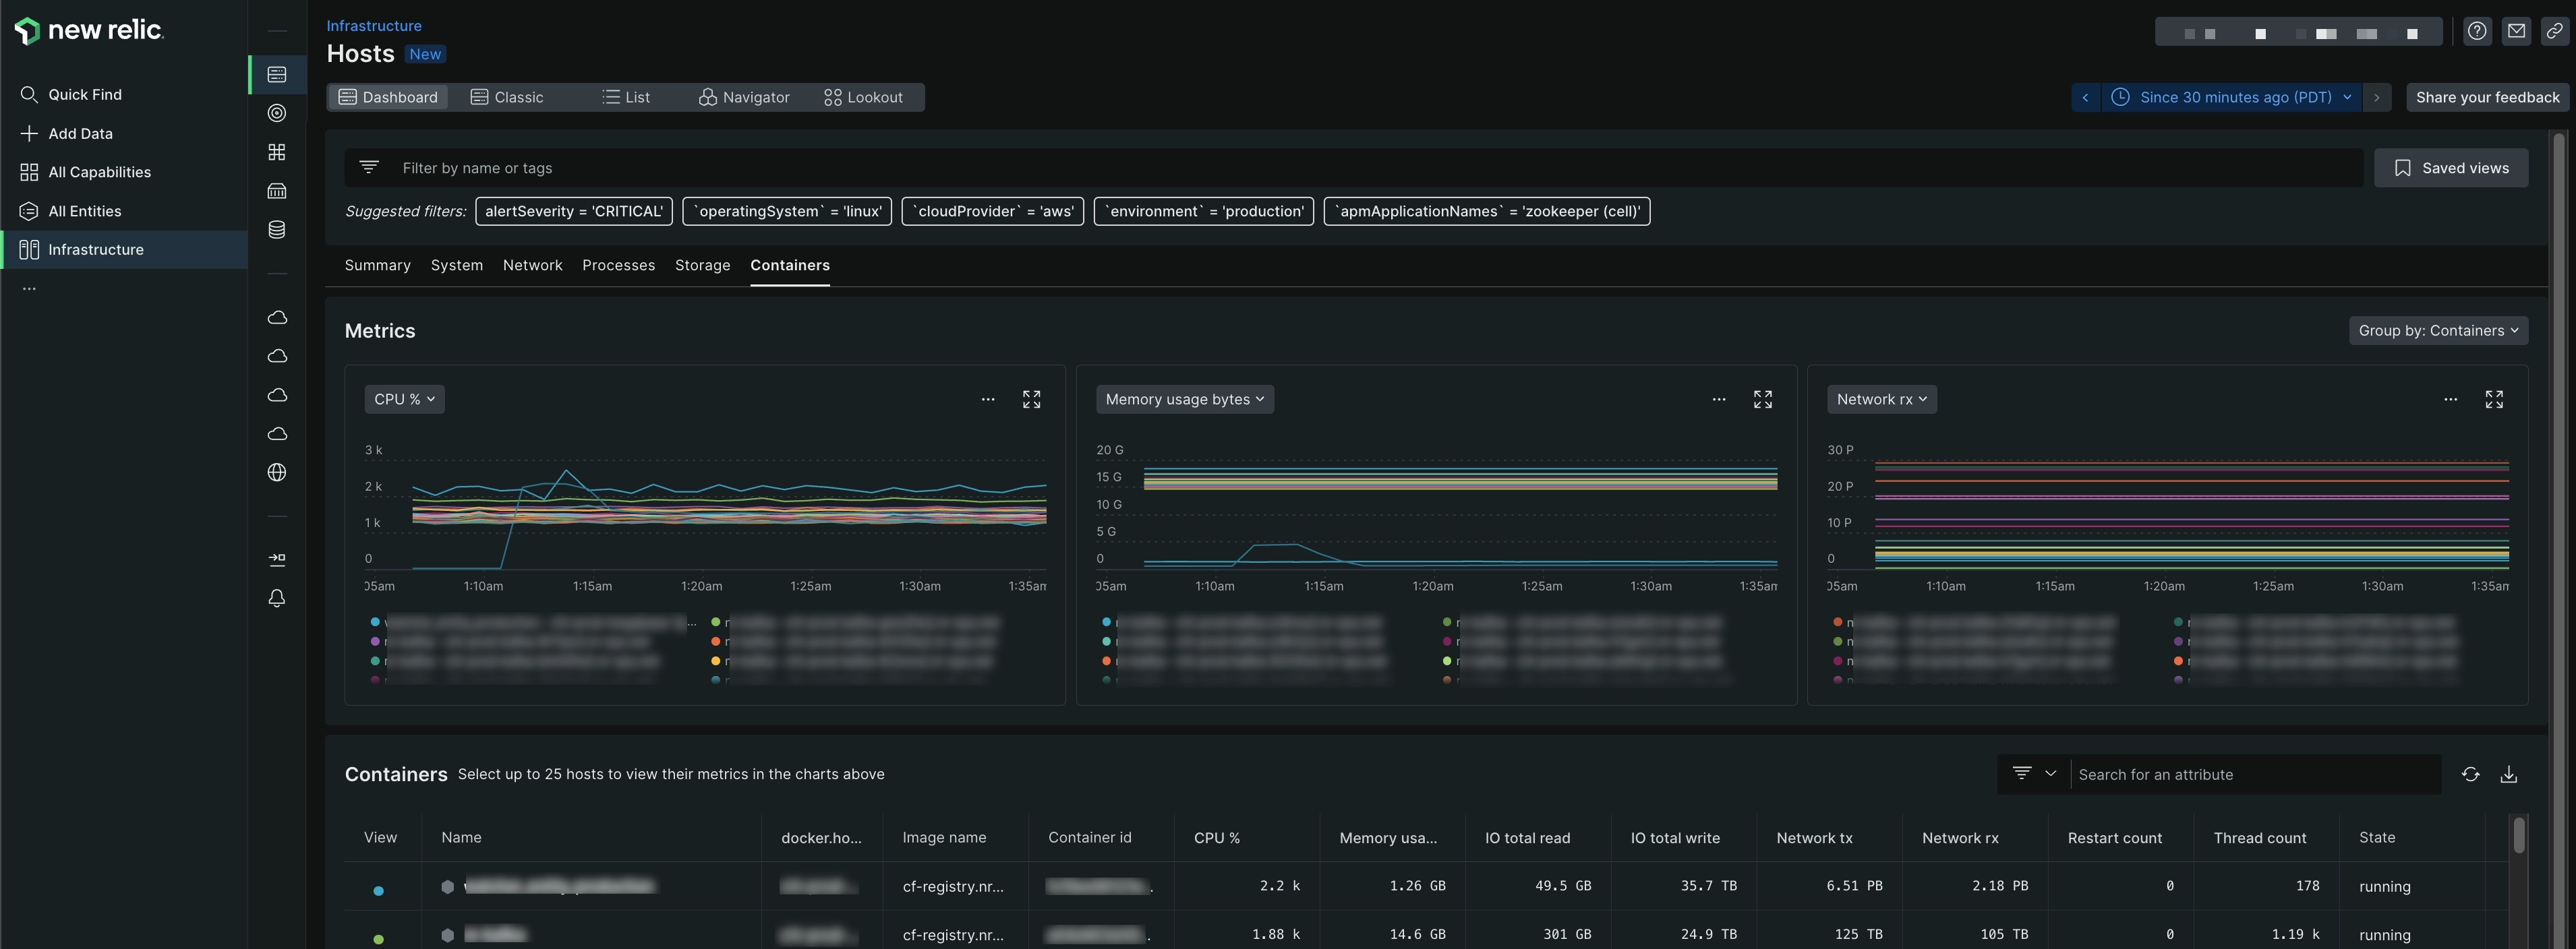 new relic.
Quick Find
Add Data
All Capabilities
All Entities
Infrastructure
...
Infrastructure
Hosts New
Dashboard Classic List Navigator Lookout
Since 30 minutes ago (PDT)
Share your feedback
Filter by name or tags
Saved views
Suggested filters: alertSeverity = 'CRITICAL' `operatingSystem` = 'linux' `cloudProvider` = 'aws' `environment` = 'production' `apmApplicationNames` = 'zookeeper (cell)'
Summary System Network Processes Storage Containers
Metrics
Group by: Containers
CPU %
3 k
2 k
1 k
0
05am 1:10am 1:15am 1:20am 1:25am 1:30am 1:35am
Memory usage bytes
20 G
15 G
10 G
5 G
0
05am 1:10am 1:15am 1:20am 1:25am 1:30am 1:35am
Network rx
30 P
20 P
10 P
0
05am 1:10am 1:15am 1:20am 1:25am 1:30am 1:35am
Containers Select up to 25 hosts to view their metrics in the charts above
Search for an attribute
View Name docker.ho... Image name Container id CPU % Memory usa... IO total read IO total write Network tx Network rx Restart count Thread count State
cf-registry.nr... 2.2 k 1.26 GB 49.5 GB 35.7 TB 6.51 PB 2.18 PB 0 178 running
cf-registry.nr... 1.88 k 14.6 GB 301 GB 24.9 TB 125 TB 105 TB 0 1.19 k running